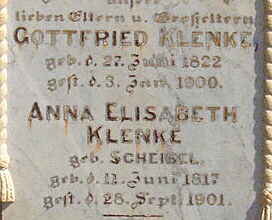 lieben Eltern u. Großeltern
GOTTFRIED KLENKE,
geb. d. 27. Juni 1822
gest. d. 3. Jan. 1900.
ANNA ELISABETH
KLENKE
geb. SCHEIBEL.
geb. d. 12. Juni 1817
gest. d. 28. Sept. 1901.